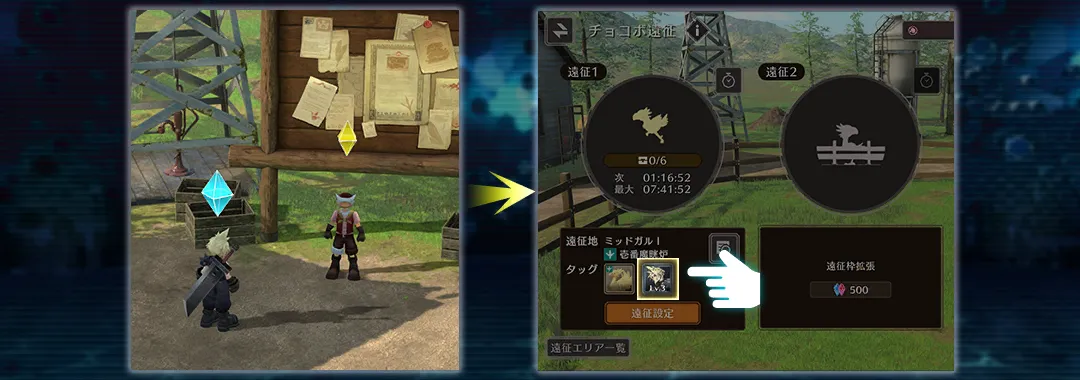 チョコボ遠征
遠征1
遠征2
0/6
次 01:16:52
最大 07:41:52
遠征地 ミッドガルⅠ
壱番魔晄炉
タッグ
Lv.3
遠征設定
遠征枠拡張
500
遠征エリア一覧